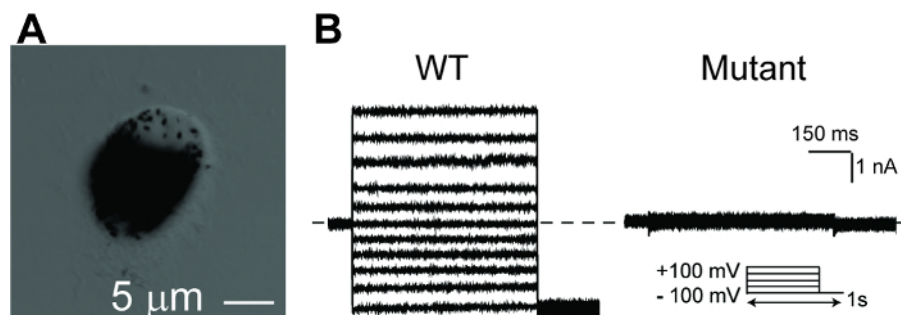 A
5 μm
B
WT
Mutant
150 ms
1 nA
+100 mV
- 100 mV
1s